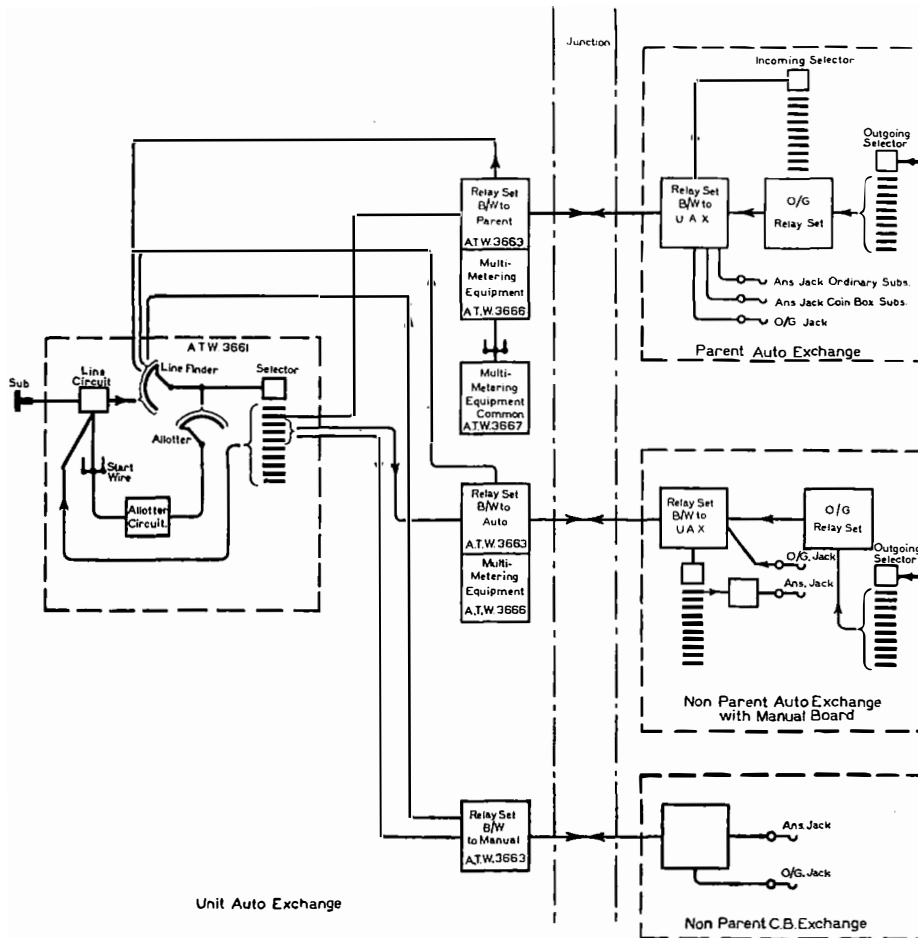 Junction
Incoming Selector
Outgoing
Selector
Relay Set
B/W to
Parent
A.T.W. 3663
Multi-
Metering
Equipment
A.T.W. 3666
Relay Set
B/W to
U A X
O/G
Relay Set
Ans Jack Ordinary Subs.
Ans Jack Coin Box Subs.
O/G Jack
Parent Auto Exchange
A.T.W. 3661
Line
Circuit
Line Finder
Selector
Sub
Allotter
Start
Wire
Allotter
Circuit.
Multi-
Metering
Equipment
Common
A.T.W. 3667
Relay Set
B/W to
Auto
A.T.W. 3663
Multi-
Metering
Equipment
A.T.W. 3666
Relay Set
B/W to
U A X
O/G
Relay Set
O/G. Jack
Ans. Jack
Outgoing
Selector
Non Parent Auto Exchange
with Manual Board
Relay Set
B/W
to Manual
A.T.W. 3663
Ans. Jack
O/G. Jack
Unit Auto Exchange
Non Parent C.B. Exchange